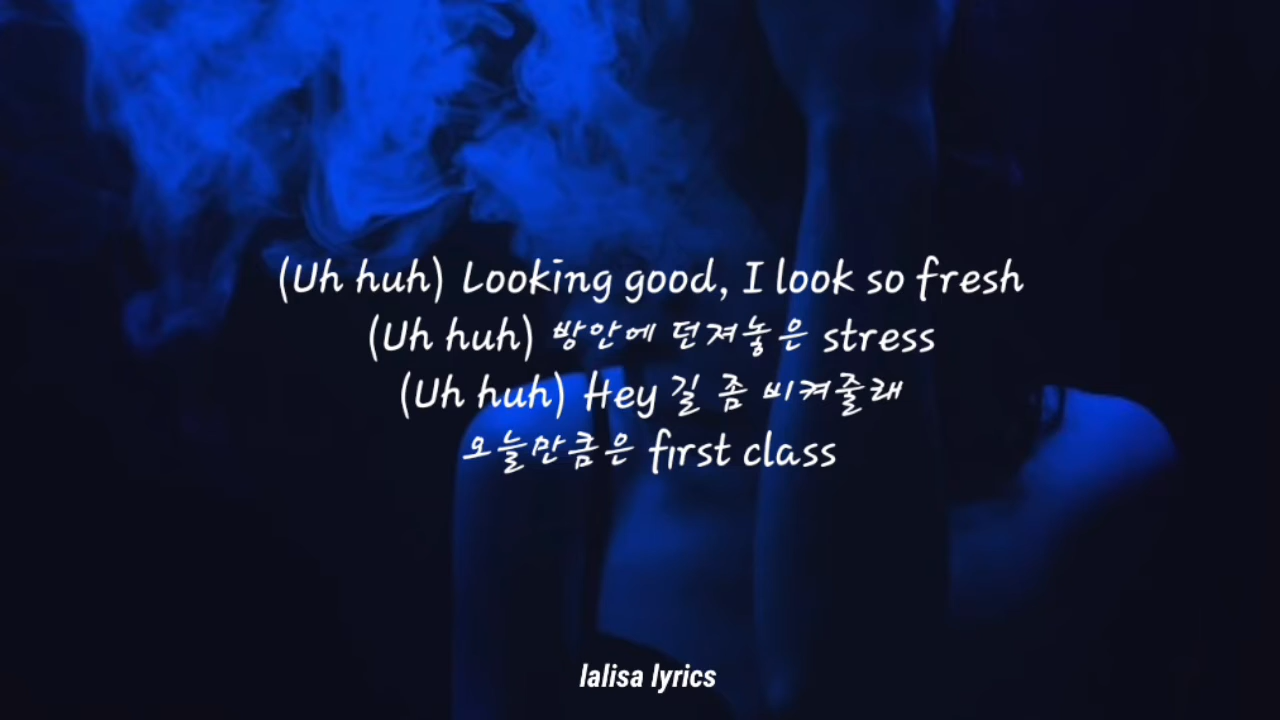 (Uh huh) Looking good, I look so fresh
(Uh huh) 방안에 던져놓은 stress
(Uh huh) Hey 길 좀 비켜줄래
오늘만큼은 first class
lalisa lyrics